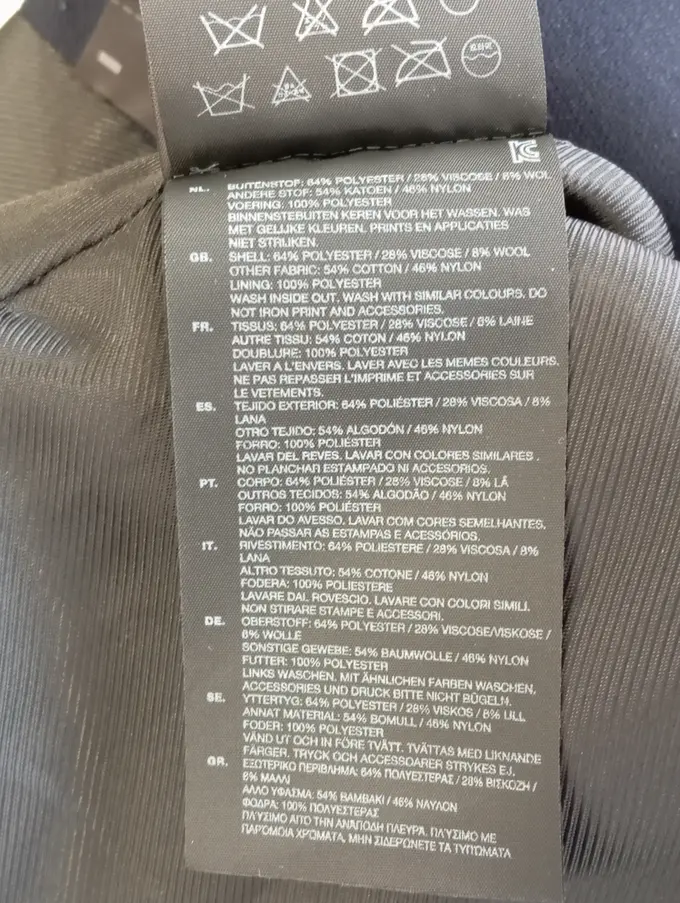 NL. BUITENSTOF: 64% POLYESTER / 28% VISCOSE / 8% WOL
ANDERE STOF: 54% KATOEN / 46% NYLON
VOERING: 100% POLYESTER
BINNENSTEBUITEN KEREN VOOR HET WASSEN. WAS
MET GELIJKE KLEUREN. PRINTS EN APPLICATIES
NIET STRIJKEN.
GB. SHELL: 64% POLYESTER / 28% VISCOSE / 8% WOOL
OTHER FABRIC: 54% COTTON / 46% NYLON
LINING: 100% POLYESTER
WASH INSIDE OUT. WASH WITH SIMILAR COLOURS. DO
NOT IRON PRINT AND ACCESSORIES.
FR. TISSUS: 64% POLYESTER / 28% VISCOSE / 8% LAINE
AUTRE TISSU: 54% COTON / 46% NYLON
DOUBLURE: 100% POLYESTER
LAVER A L'ENVERS. LAVER AVEC LES MEMES COULEURS.
NE PAS REPASSER L'IMPRIME ET ACCESSORIES SUR
LE VETEMENTS.
ES. TEJIDO EXTERIOR: 64% POLIÉSTER / 28% VISCOSA / 8%
LANA
OTRO TEJIDO: 54% ALGODÓN / 46% NYLON
FORRO: 100% POLIÉSTER
LAVAR DEL REVES. LAVAR CON COLORES SIMILARES .
NO PLANCHAR ESTAMPADO NI ACCESORIOS.
PT. CORPO: 64% POLIÉSTER / 28% VISCOSE / 8% LÃ
OUTROS TECIDOS: 54% ALGODÃO / 46% NYLON
FORRO: 100% POLIÉSTER
LAVAR DO AVESSO. LAVAR COM CORES SEMELHANTES.
NÃO PASSAR AS ESTAMPAS E ACESSÓRIOS.
IT. RIVESTIMENTO: 64% POLIESTERE / 28% VISCOSA / 8%
LANA
ALTRO TESSUTO: 54% COTONE / 46% NYLON
FODERA: 100% POLIESTERE
LAVARE DAL ROVESCIO. LAVARE CON COLORI SIMILI.
NON STIRARE STAMPE E ACCESSORI.
DE. OBERSTOFF: 64% POLYESTER / 28% VISCOSE/VISKOSE /
8% WOLLE
SONSTIGE GEWEBE: 54% BAUMWOLLE / 46% NYLON
FUTTER: 100% POLYESTER
LINKS WASCHEN. MIT ÄHNLICHEN FARBEN WASCHEN,
ACCESSORIES UND DRUCK BITTE NICHT BÜGELN.
SE. YTTERTYG: 64% POLYESTER / 28% VISKOS / 8% ULL
ANNAT MATERIAL: 54% BOMULL / 46% NYLON
FODER: 100% POLYESTER
VÄND UT OCH IN FÖRE TVÄTT. TVÄTTAS MED LIKNANDE
FÄRGER. TRYCK OCH ACCESSOARER STRYKES EJ.
GR. ΕΞΩΤΕΡΙΚΟ ΠΕΡΙΒΛΗΜΑ: 64% ΠΟΛΥΕΣΤΕΡΑΣ / 28% ΒΙΣΚΟΖΗ /
8% ΜΑΛΛΙ
ΑΛΛΟ ΥΦΑΣΜΑ: 54% ΒΑΜΒΑΚΙ / 46% ΝΑΥΛΟΝ
ΦΟΔΡΑ: 100% ΠΟΛΥΕΣΤΕΡΑΣ
ΠΛΥΣΙΜΟ ΑΠΟ ΤΗΝ ΑΝΑΠΟΔΗ ΠΛΕΥΡΑ. ΠΛΥΣΙΜΟ ΜΕ
ΠΑΡΟΜΟΙΑ ΧΡΩΜΑΤΑ, ΜΗΝ ΣΙΔΕΡΩΝΕΤΕ ΤΑ ΤΥΠΩΜΑΤΑ